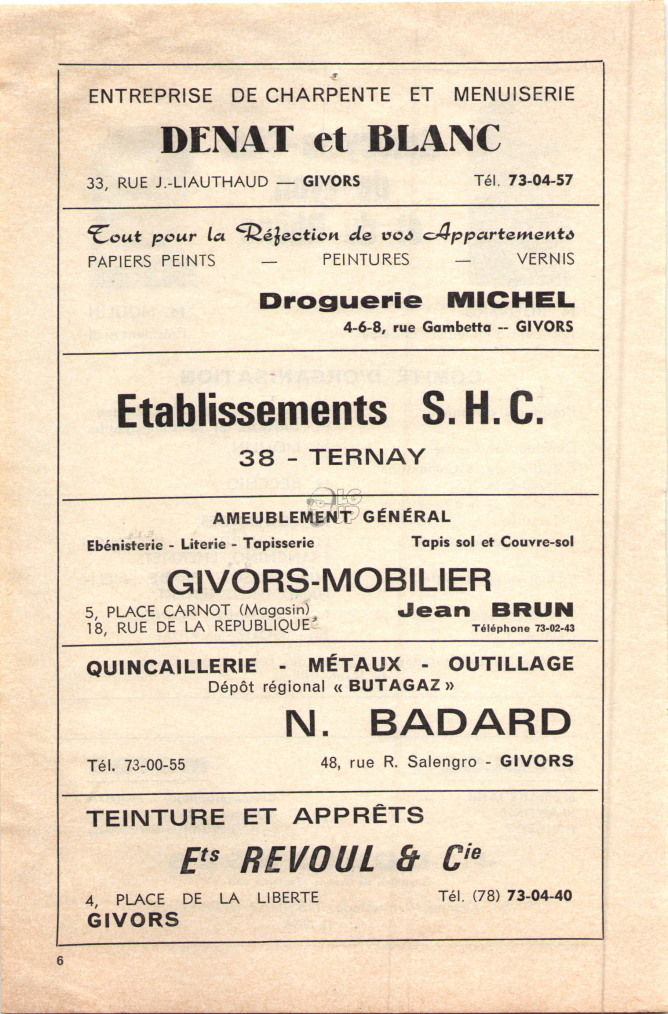 ENTREPRISE DE CHARPENTE ET MENUISERIE
DENAT et BLANC
33, RUE J.-LIAUTHAUD — GIVORS Tél. 73-04-57
Tout pour la Réfection de vos Appartements
PAPIERS PEINTS — PEINTURES — VERNIS
Droguerie MICHEL
4-6-8, rue Gambetta -- GIVORS
Etablissements S.H.C.
38 - TERNAY
AMEUBLEMENT GÉNÉRAL
Ebénisterie - Literie - Tapisserie Tapis sol et Couvre-sol
GIVORS-MOBILIER
5, PLACE CARNOT (Magasin) Jean BRUN
18, RUE DE LA REPUBLIQUE Téléphone 73-02-43
QUINCAILLERIE - MÉTAUX - OUTILLAGE
Dépôt régional « BUTAGAZ »
N. BADARD
Tél. 73-00-55 48, rue R. Salengro - GIVORS
TEINTURE ET APPRÊTS
Ets REVOUL & Cie
4, PLACE DE LA LIBERTE Tél. (78) 73-04-40
GIVORS
6